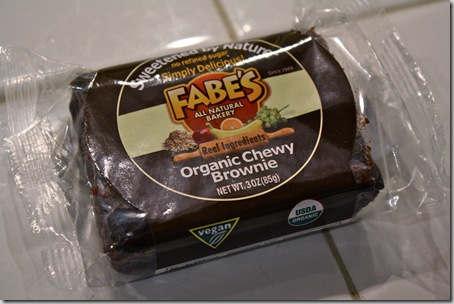 Sweetened by Nature
no refined sugar
Simply Delicious!
Since 1985
FABE'S
ALL NATURAL
BAKERY
Real Ingredients
Organic Chewy
Brownie
NET WT. 3 OZ (85g)
vegan
USDA
ORGANIC